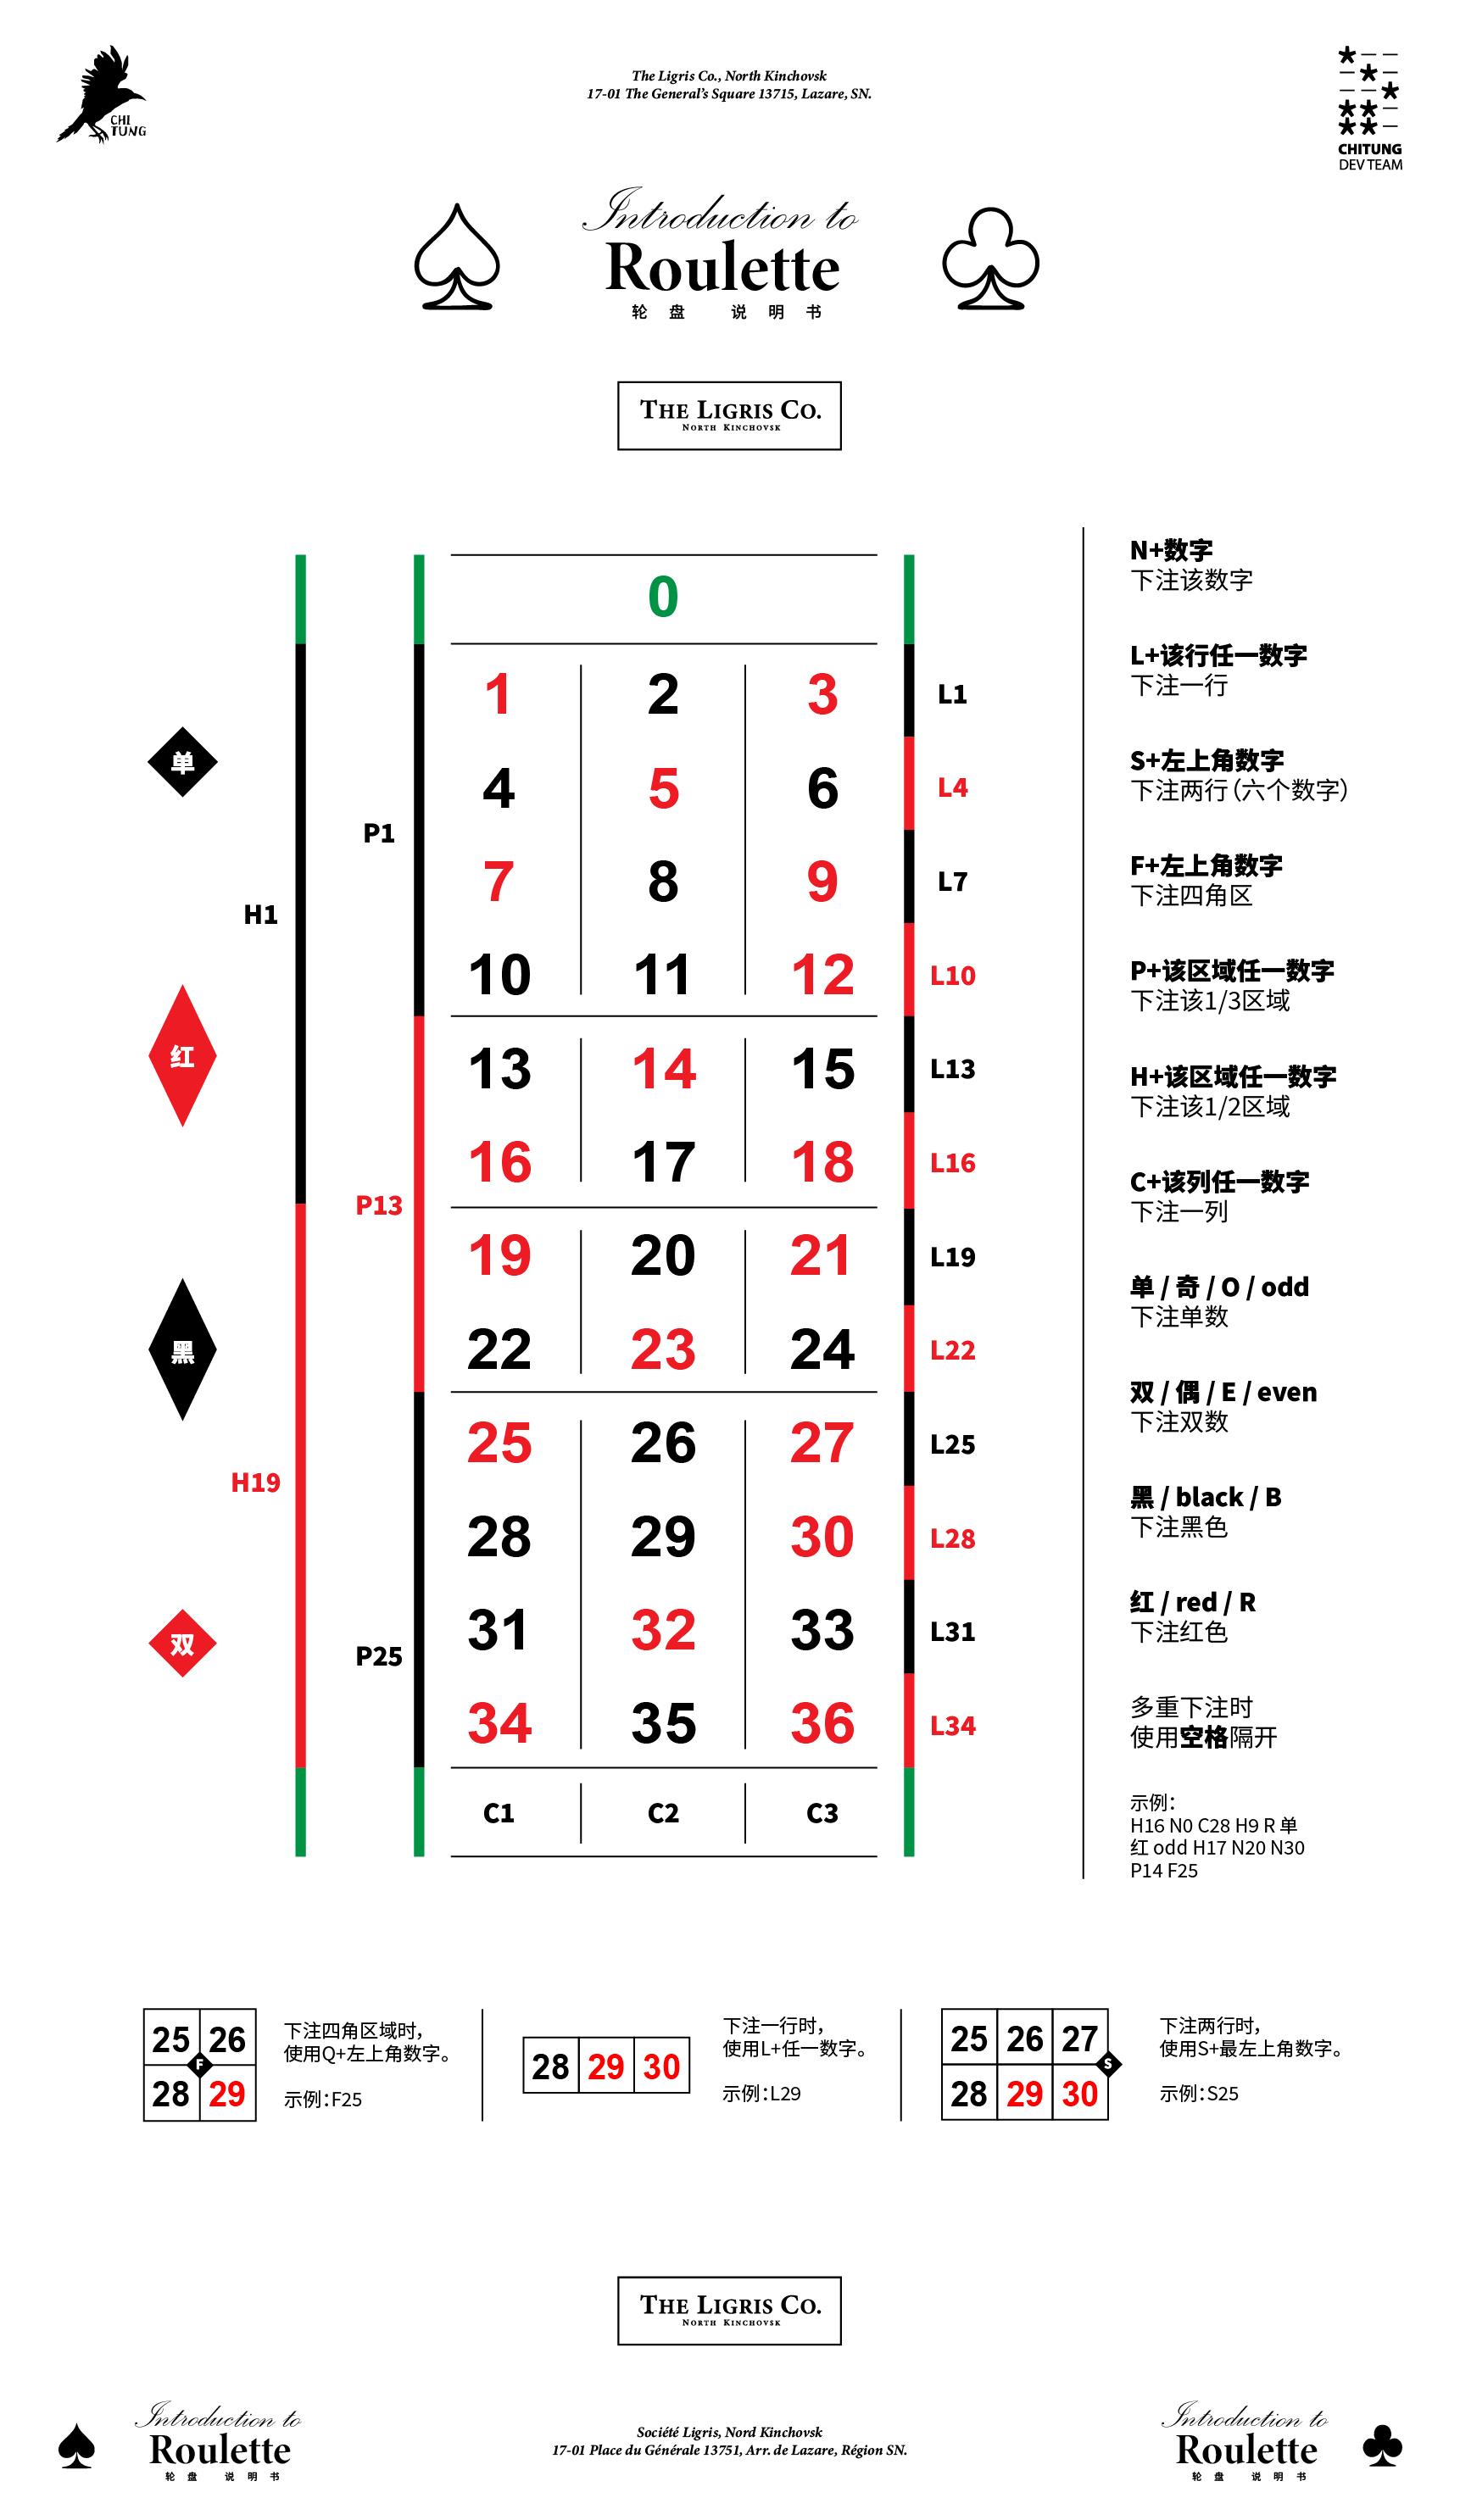 CHI
TUNG
The Ligris Co., North Kinchovsk
17-01 The General’s Square 13715, Lazare, SN.
CHITUNG
DEV TEAM
Introduction to
Roulette
轮盘 说明书
THE LIGRIS CO.
NORTH KINCHOVSK
0
1 2 3 L1
单
4 5 6 L4
P1
7 8 9 L7
H1
10 11 12 L10
红
13 14 15 L13
16 17 18 L16
P13
19 20 21 L19
黑
22 23 24 L22
25 26 27 L25
H19
28 29 30 L28
31 32 33 L31
双
P25
34 35 36 L34
C1 C2 C3
N+数字
下注该数字
L+该行任一数字
下注一行
S+左上角数字
下注两行(六个数字)
F+左上角数字
下注四角区
P+该区域任一数字
下注该1/3区域
H+该区域任一数字
下注该1/2区域
C+该列任一数字
下注一列
单 / 奇 / O / odd
下注单数
双 / 偶 / E / even
下注双数
黑 / black / B
下注黑色
红 / red / R
下注红色
多重下注时
使用空格隔开
示例:
H16 N0 C28 H9 R 单
红 odd H17 N20 N30
P14 F25
25 26
F
28 29
下注四角区域时,
使用Q+左上角数字。
示例:F25
28 29 30
下注一行时,
使用L+任一数字。
示例:L29
25 26 27
S
28 29 30
下注两行时,
使用S+最左上角数字。
示例:S25
THE LIGRIS CO.
NORTH KINCHOVSK
Introduction to
Roulette
轮盘 说明书
Société Ligris, Nord Kinchovsk
17-01 Place du Générale 13751, Arr. de Lazare, Région SN.
Introduction to
Roulette
轮盘 说明书